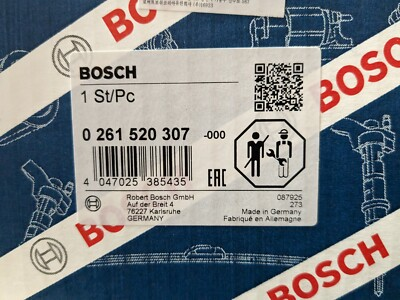 BOSCH
1 St/Pc
0 261 520 307 -000
4 047025 385435
EAC
Robert Bosch GmbH
Auf der Breit 4
76227 Karlsruhe
GERMANY
087925
273
Made in Germany
Fabriqué en Allemagne
BOSCH
BOSCH